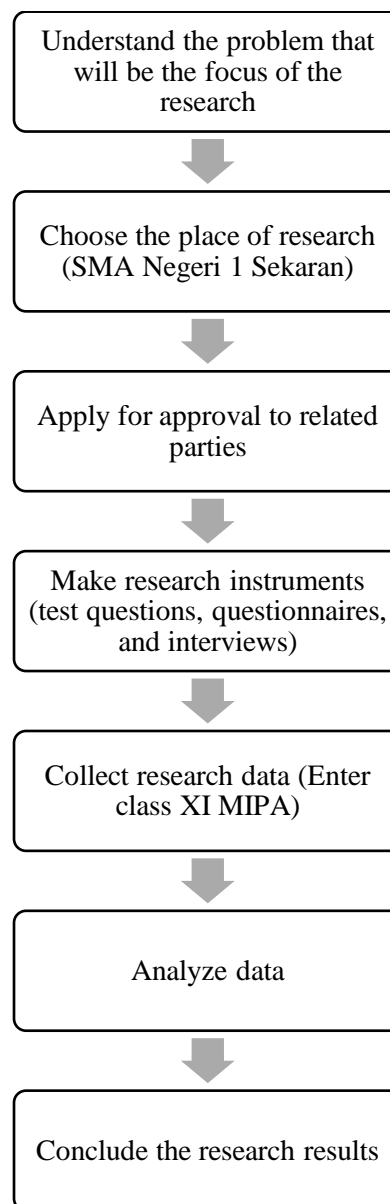 Understand the problem that
will be the focus of the
research
Choose the place of research
(SMA Negeri 1 Sekaran)
Apply for approval to related
parties
Make research instruments
(test questions, questionnaires,
and interviews)
Collect research data (Enter
class XI MIPA)
Analyze data
Conclude the research results